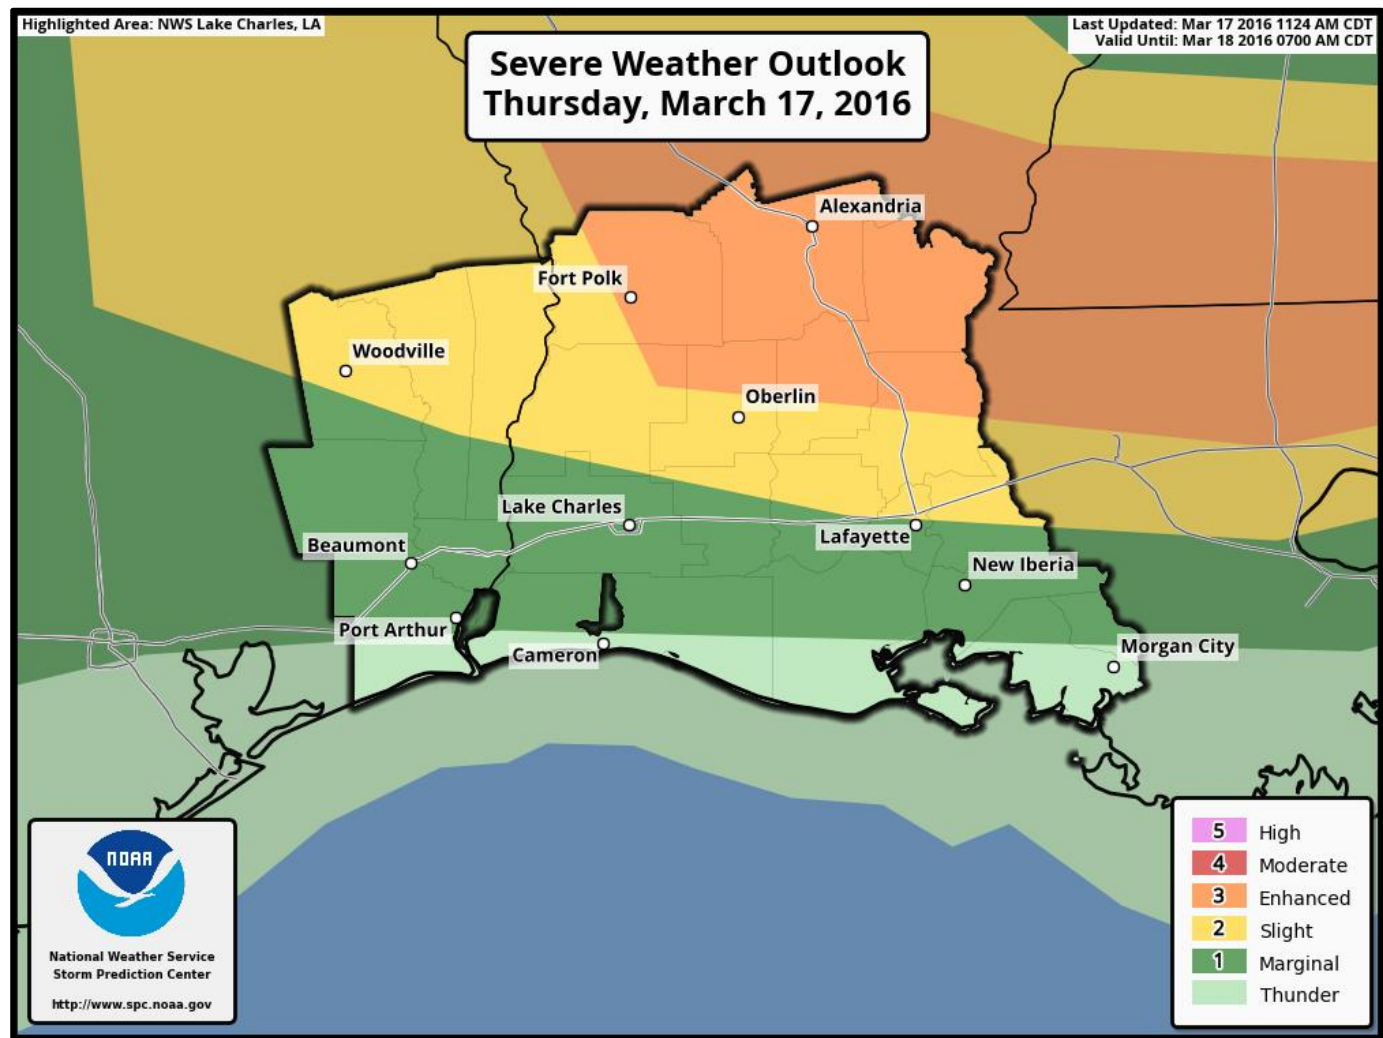 Highlighted Area: NWS Lake Charles, LA
Last Updated: Mar 17 2016 1124 AM CDT
Valid Until: Mar 18 2016 0700 AM CDT
Severe Weather Outlook
Thursday, March 17, 2016
Alexandria
Fort Polk
Woodville
Oberlin
Lake Charles
Lafayette
Beaumont
New Iberia
Port Arthur
Cameron
Morgan City
5 High
4 Moderate
3 Enhanced
2 Slight
1 Marginal
Thunder
NOAA
National Weather Service
Storm Prediction Center
http://www.spc.noaa.gov